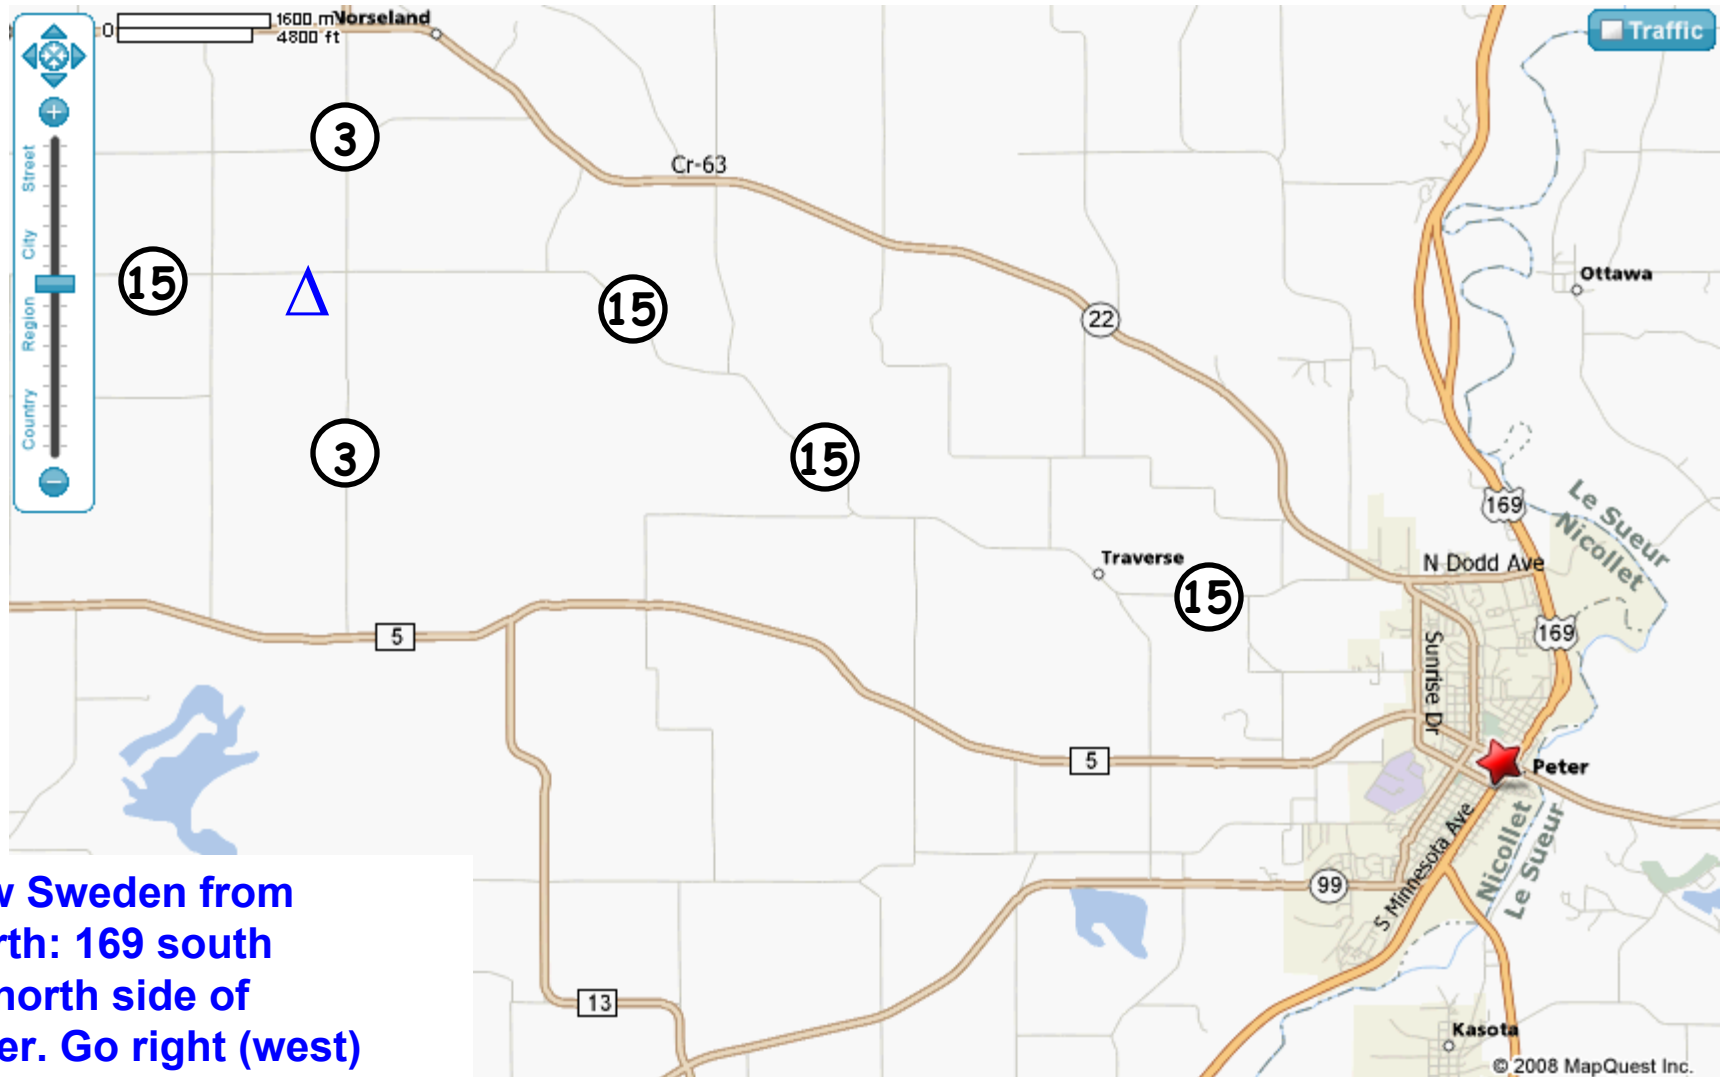 0
1600 m
4800 ft
Norseland
Traffic
Street
City
Region
Country
3
Cr-63
15
Δ
15
22
Ottawa
3
15
169
Le Sueur
Nicollet
Traverse
N Dodd Ave
15
169
5
Sunrise Dr
5
Peter
S Minnesota Ave
Nicollet
Le Sueur
99
13
Kasota
w Sweden from
rth: 169 south
north side of
er. Go right (west)
© 2008 MapQuest Inc.